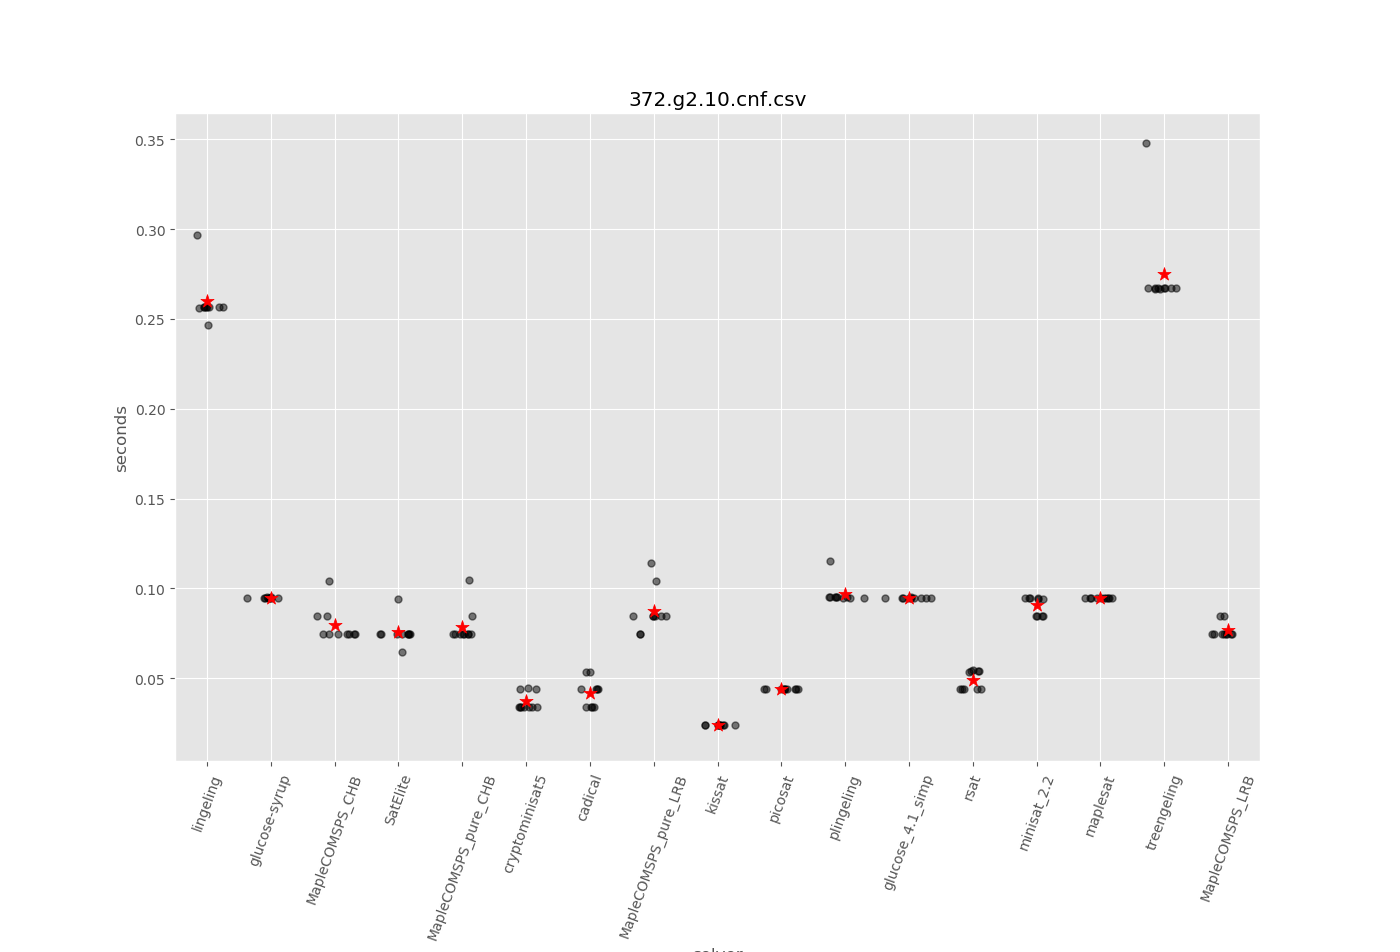 372.g2.10.cnf.csv
0.35
0.30
0.25
0.20
0.15
0.10
0.05
seconds
lingeling
glucose-syrup
MapleCOMSPS_CHB
SatElite
MapleCOMSPS_pure_CHB
cryptominisat5
cadical
MapleCOMSPS_pure_LRB
kissat
picosat
plingeling
glucose_4.1_simp
rsat
minisat_2.2
maplesat
treengeling
MapleCOMSPS_LRB